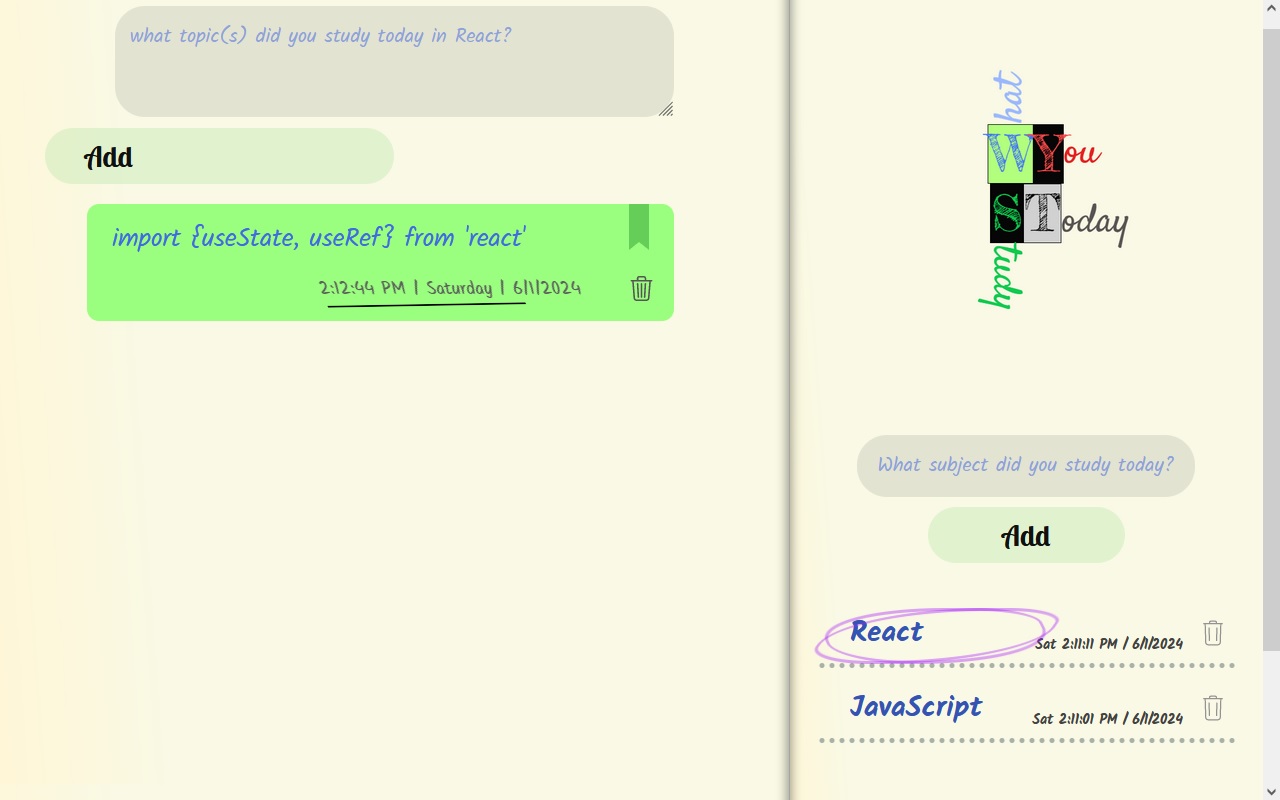 what topic(s) did you study today in React?
Add
import {useState, useRef} from 'react'
2:12:44 PM | Saturday | 6/1/2024
What
You
Study
Today
What subject did you study today?
Add
React
Sat 2:11:11 PM / 6/1/2024
JavaScript
Sat 2:11:01 PM / 6/1/2024